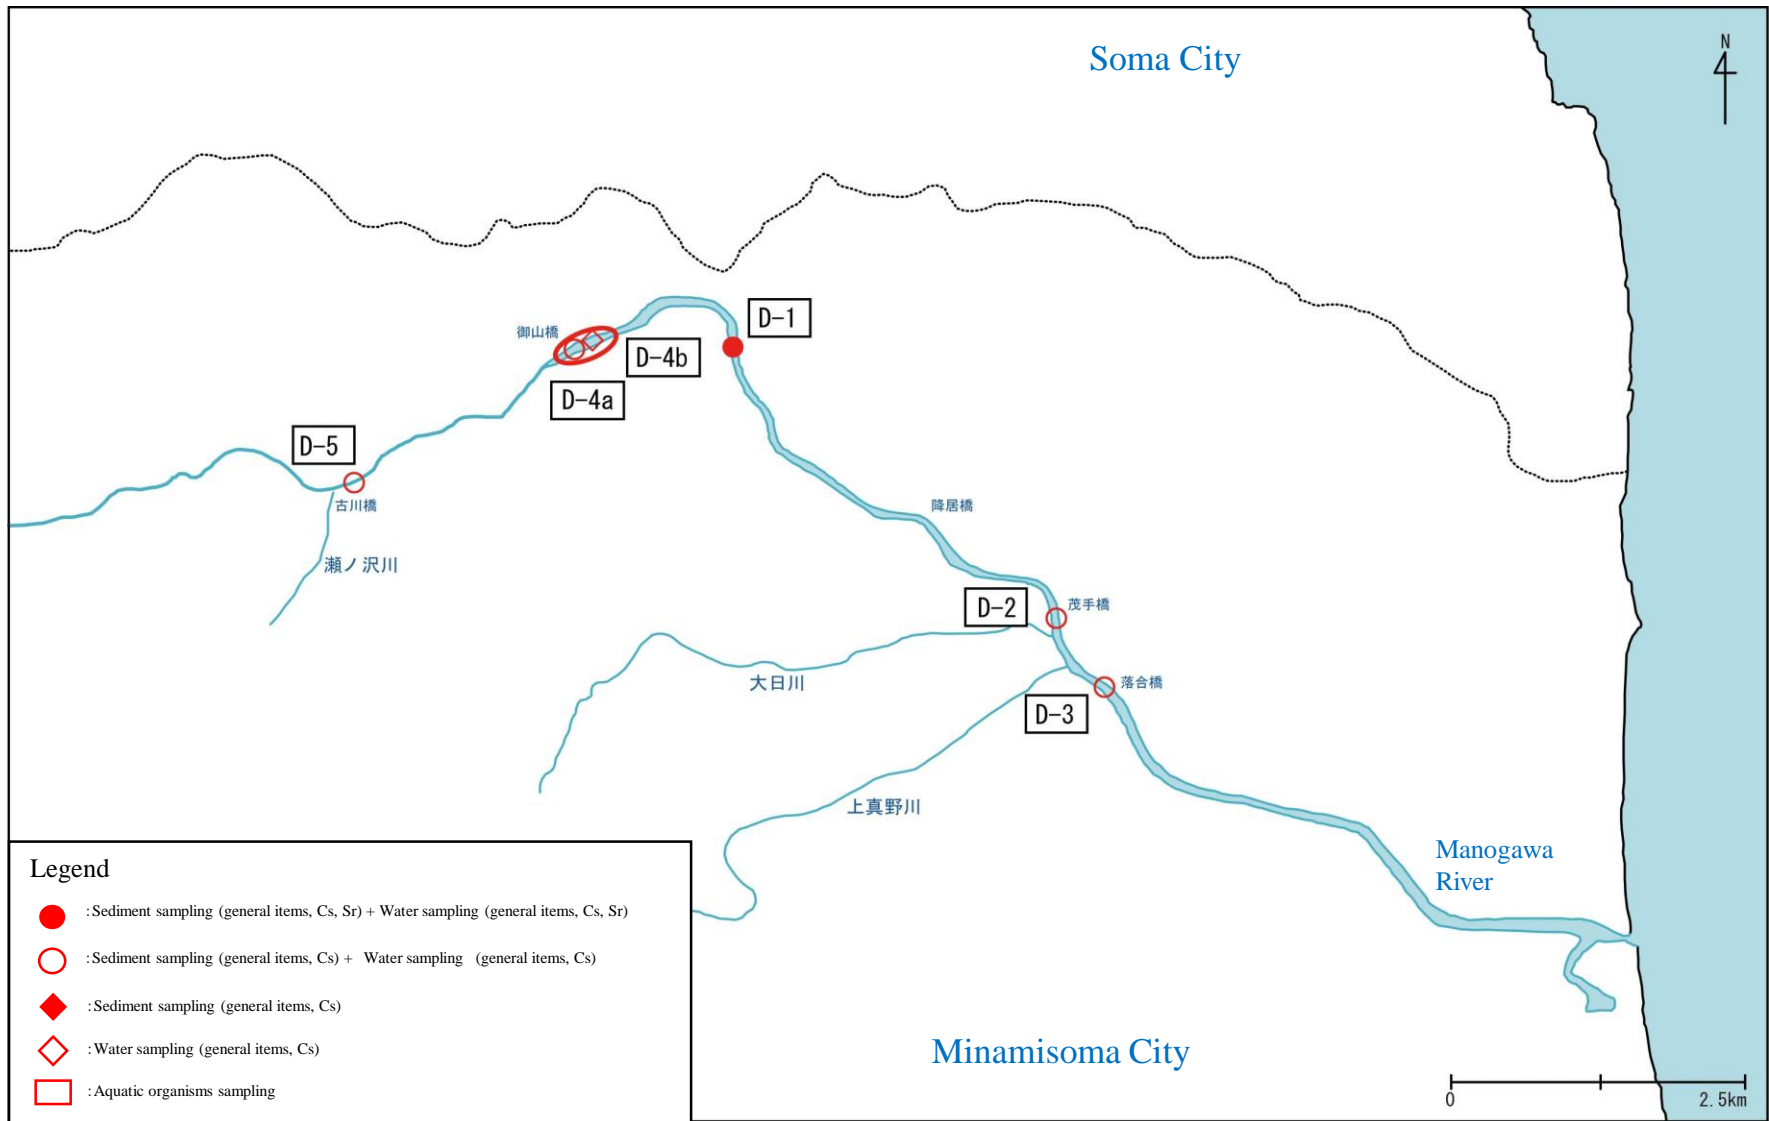 Soma City
N
D-1
御山橋
D-4b
D-4a
D-5
古川橋
降居橋
瀬ノ沢川
D-2
茂手橋
大日川
落合橋
D-3
上真野川
Manogawa
River
Minamisoma City
0
2.5km
Legend
:Sediment sampling (general items, Cs, Sr) + Water sampling (general items, Cs, Sr)
:Sediment sampling (general items, Cs) + Water sampling (general items, Cs)
:Sediment sampling (general items, Cs)
:Water sampling (general items, Cs)
:Aquatic organisms sampling